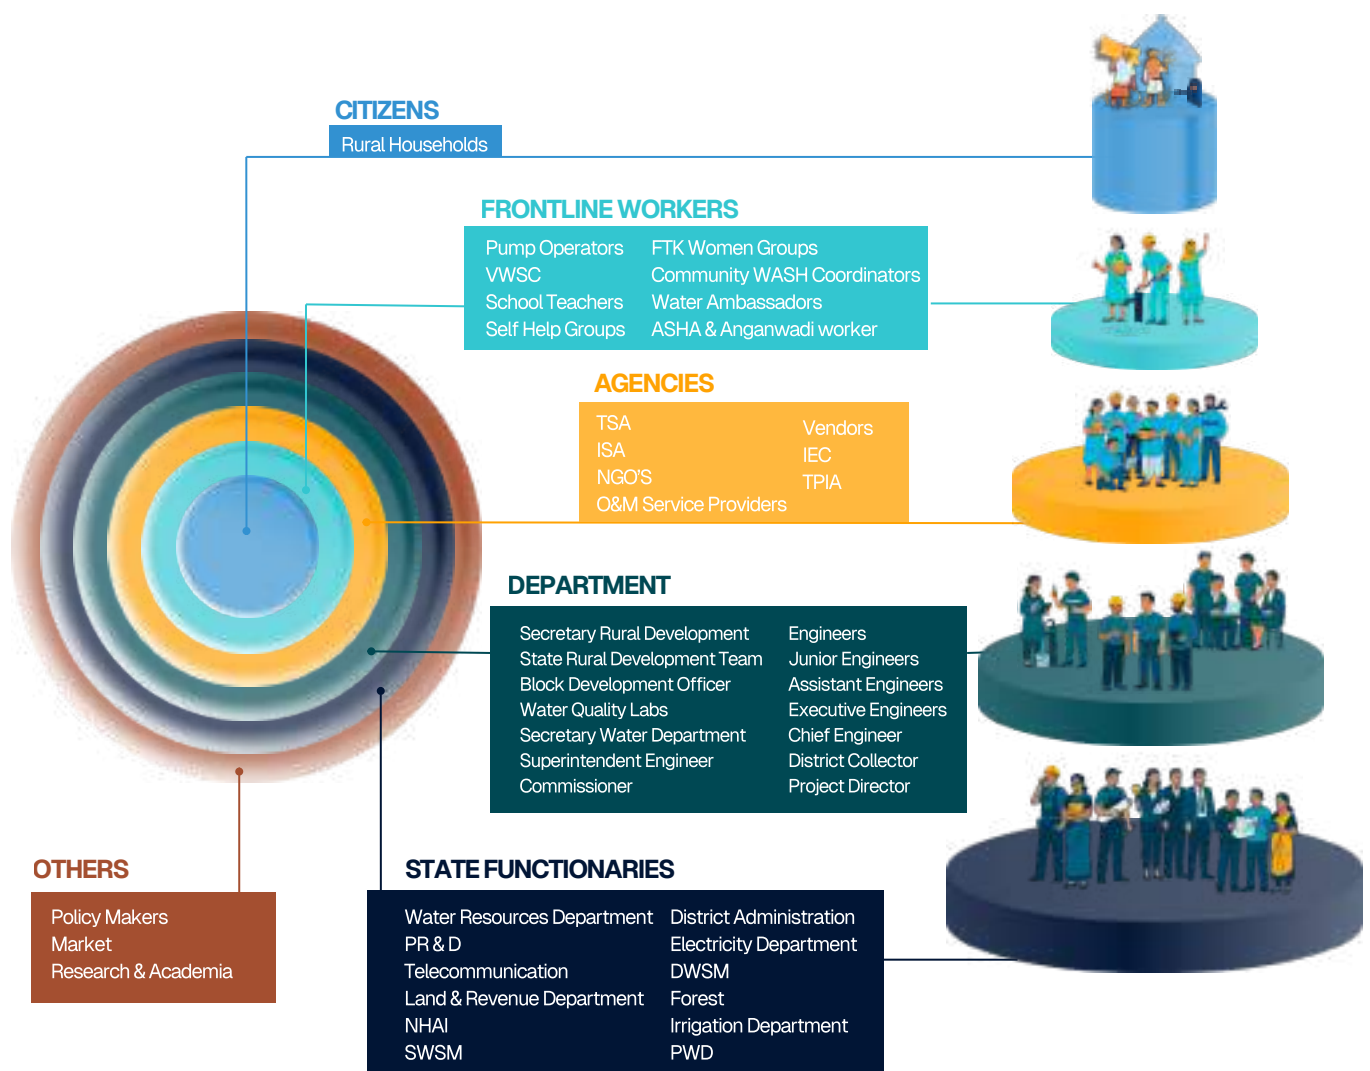 CITIZENS
Rural Households
FRONTLINE WORKERS
Pump Operators
VWSC
School Teachers
Self Help Groups
FTK Women Groups
Community WASH Coordinators
Water Ambassadors
ASHA & Anganwadi worker
AGENCIES
TSA
ISA
NGO'S
O&M Service Providers
Vendors
IEC
TPIA
DEPARTMENT
Secretary Rural Development
State Rural Development Team
Block Development Officer
Water Quality Labs
Secretary Water Department
Superintendent Engineer
Commissioner
Engineers
Junior Engineers
Assistant Engineers
Executive Engineers
Chief Engineer
District Collector
Project Director
OTHERS
Policy Makers
Market
Research & Academia
STATE FUNCTIONARIES
Water Resources Department
PR & D
Telecommunication
Land & Revenue Department
NHAI
SWSM
District Administration
Electricity Department
DWSM
Forest
Irrigation Department
PWD